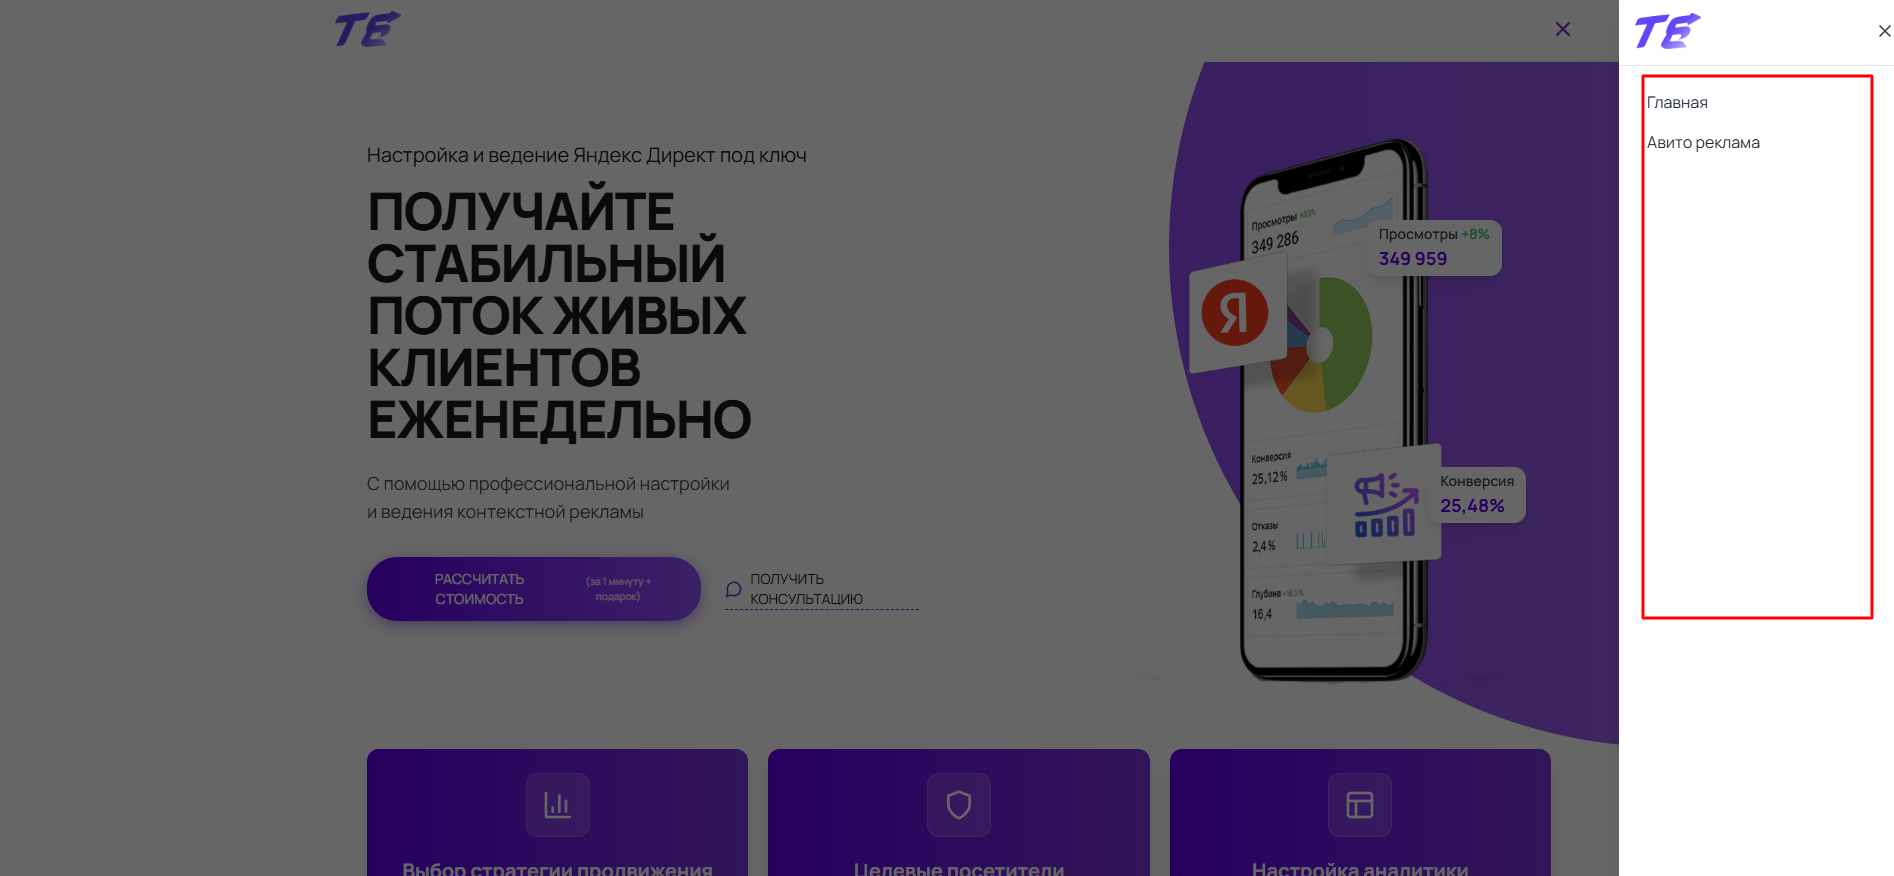 TE
TE
Главная
Авито реклама
Настройка и ведение Яндекс Директ под ключ
ПОЛУЧАЙТЕ
СТАБИЛЬНЫЙ
ПОТОК ЖИВЫХ
КЛИЕНТОВ
ЕЖЕНЕДЕЛЬНО
С помощью профессиональной настройки
и ведения контекстной рекламы
РАССЧИТАТЬ
СТОИМОСТЬ
(за 1 минуту +
подарок)
ПОЛУЧИТЬ
КОНСУЛЬТАЦИЮ
Просмотры +3,3%
349 286
Просмотры +8%
349 959
Я
Конверсия
25,12%
Конверсия
25,48%
Отказы
2,4%
Глубина +16,3%
16,4
Выбор стратегии продвижения
Целевые посетители
Настройка аналитики